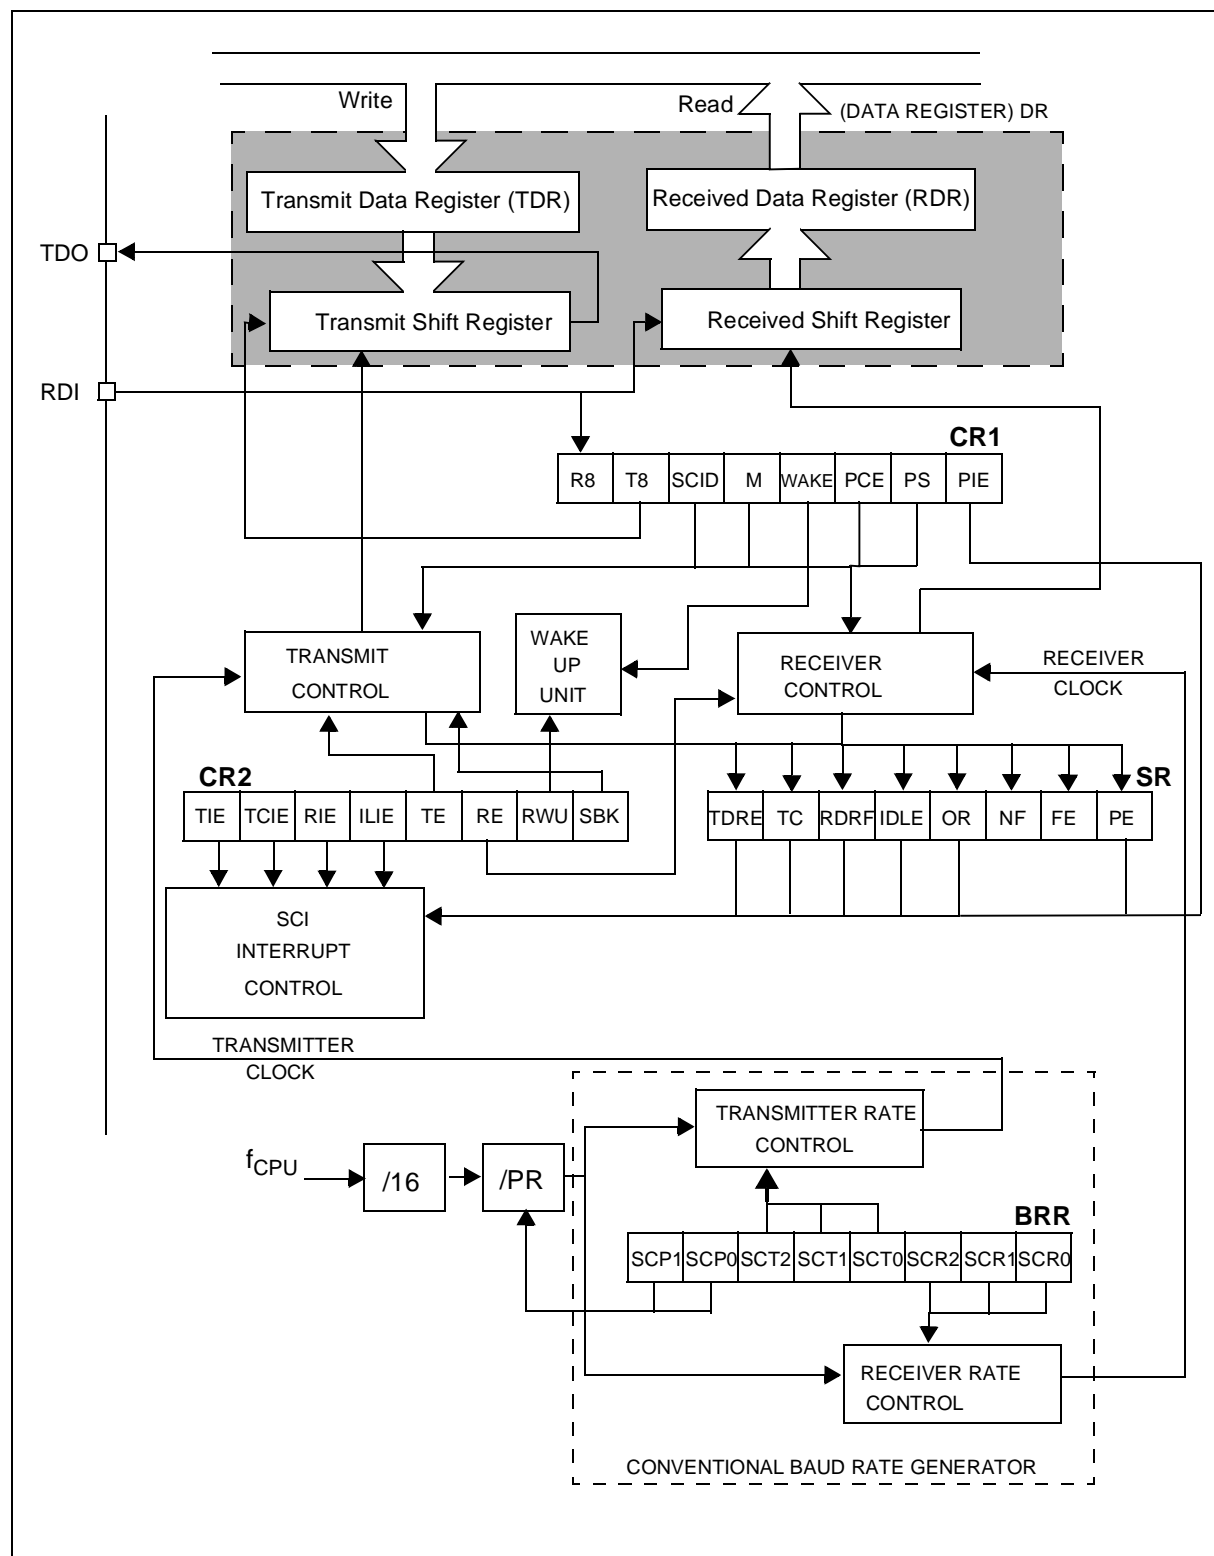 Write
Read
(DATA REGISTER) DR
Transmit Data Register (TDR)
Received Data Register (RDR)
TDO
Transmit Shift Register
Received Shift Register
RDI
CR1
R8 T8 SCID M WAKE PCE PS PIE
TRANSMIT
CONTROL
WAKE
UP
UNIT
RECEIVER
CONTROL
RECEIVER
CLOCK
CR2
SR
TIE TCIE RIE ILIE TE RE RWU SBK
TDRE TC RDRF IDLE OR NF FE PE
SCI
INTERRUPT
CONTROL
TRANSMITTER
CLOCK
TRANSMITTER RATE
CONTROL
fCPU
/16
/PR
BRR
SCP1 SCP0 SCT2 SCT1 SCT0 SCR2 SCR1 SCR0
RECEIVER RATE
CONTROL
CONVENTIONAL BAUD RATE GENERATOR